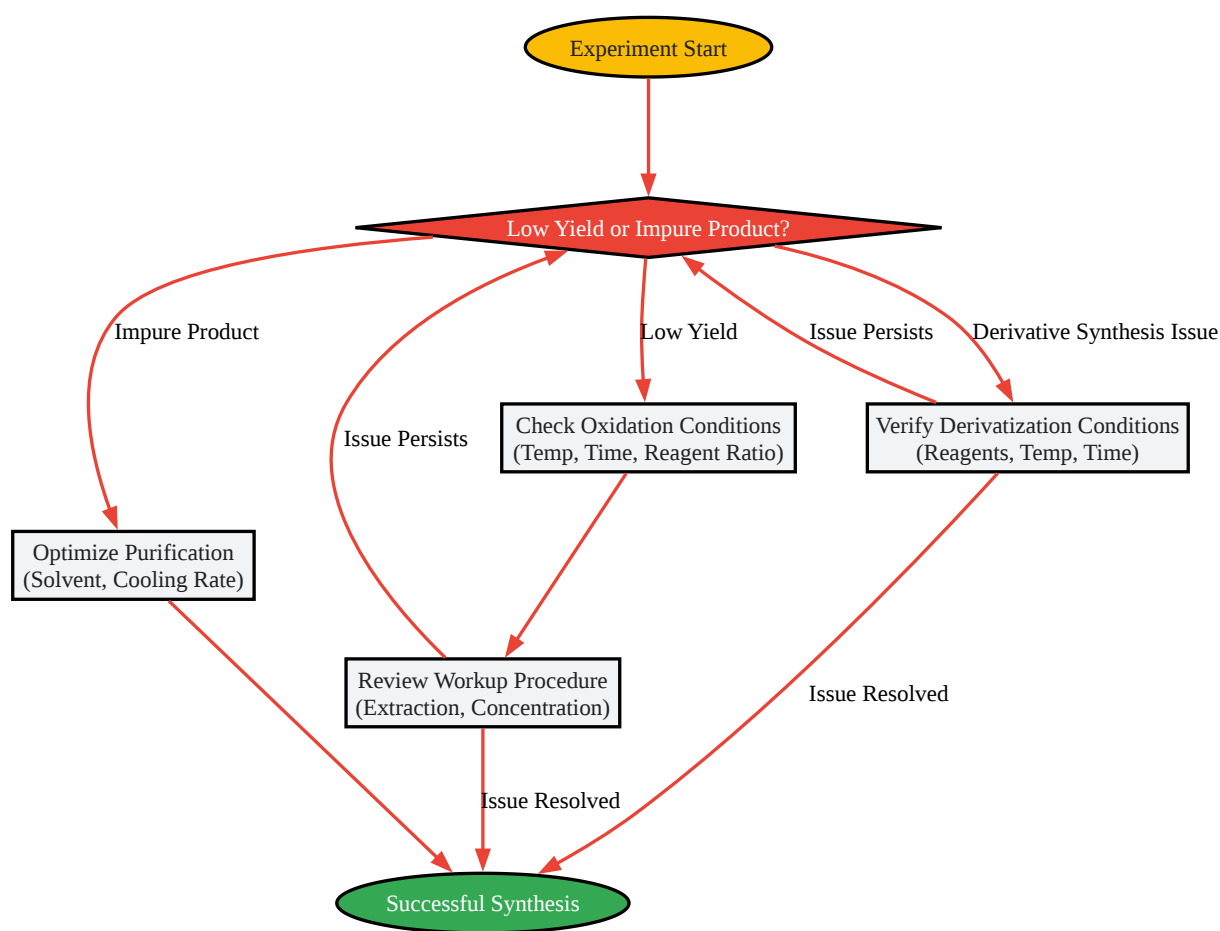 Experiment Start
Low Yield or Impure Product?
Impure Product
Low Yield
Issue Persists
Derivative Synthesis Issue
Issue Persists
Check Oxidation Conditions
(Temp, Time, Reagent Ratio)
Verify Derivatization Conditions
(Reagents, Temp, Time)
Optimize Purification
(Solvent, Cooling Rate)
Review Workup Procedure
(Extraction, Concentration)
Issue Resolved
Issue Resolved
Successful Synthesis